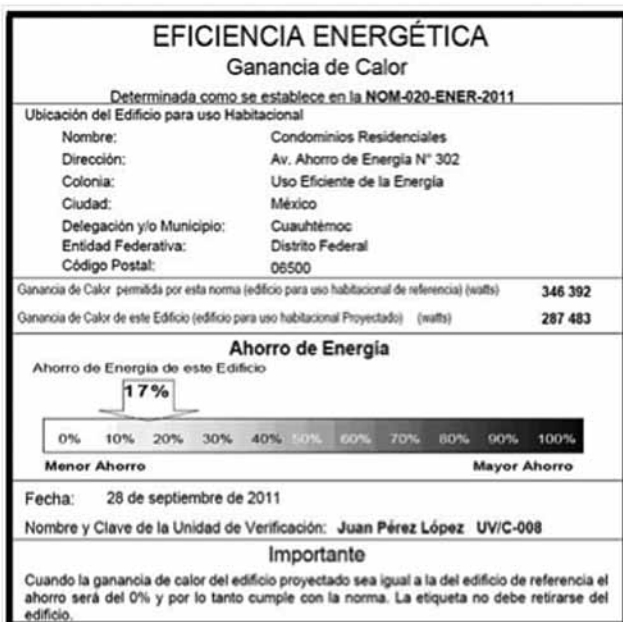 EFICIENCIA ENERGÉTICA
Ganancia de Calor
Determinada como se establece en la NOM-020-ENER-2011
Ubicación del Edificio para uso Habitacional
Nombre: Condominios Residenciales
Dirección: Av. Ahorro de Energía N° 302
Colonia: Uso Eficiente de la Energía
Ciudad: México
Delegación y/o Municipio: Cuauhtémoc
Entidad Federativa: Distrito Federal
Código Postal: 06500
Ganancia de Calor permitida por esta norma (edificio para uso habitacional de referencia) (watts) 346 392
Ganancia de Calor de este Edificio (edificio para uso habitacional Proyectado) (watts) 287 483
Ahorro de Energía
Ahorro de Energía de este Edificio
17%
0% 10% 20% 30% 40% 50% 60% 70% 80% 90% 100%
Menor Ahorro Mayor Ahorro
Fecha: 28 de septiembre de 2011
Nombre y Clave de la Unidad de Verificación: Juan Pérez López UV/C-008
Importante
Cuando la ganancia de calor del edificio proyectado sea igual a la del edificio de referencia el
ahorro será del 0% y por lo tanto cumple con la norma. La etiqueta no debe retirarse del
edificio.